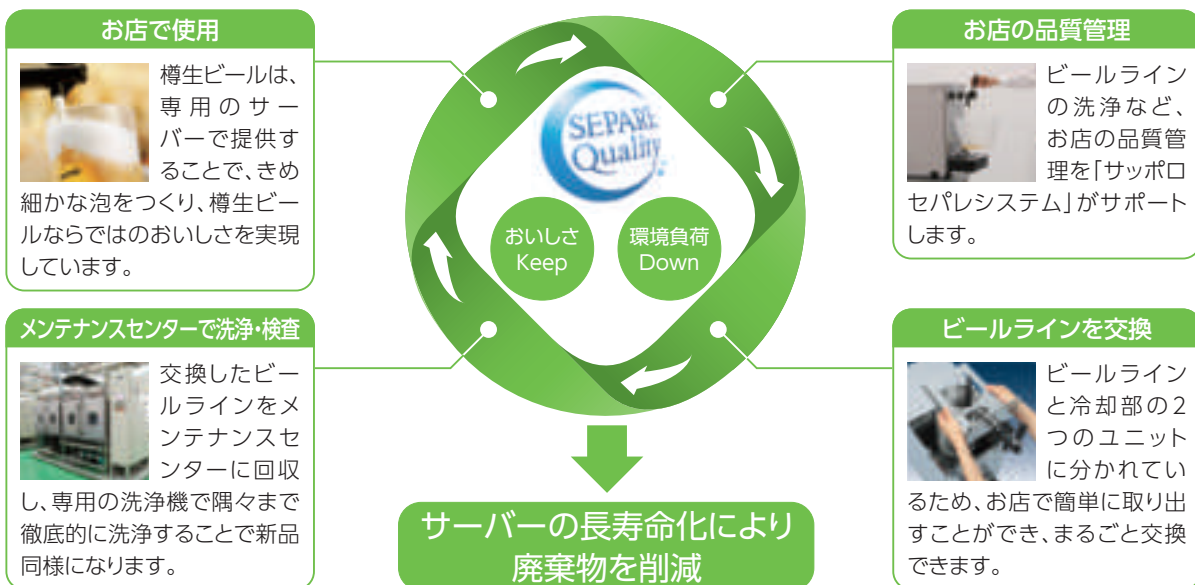 お店で使用
樽生ビールは、
専用のサー
バーで提供す
ることで、きめ
細かな泡をつくり、樽生ビー
ルならではのおいしさを実現
しています。
お店の品質管理
ビールライン
の洗浄など、
お店の品質管
理を「サッポロ
セパレシステム」がサポート
します。
SEPARE
Quality
おいしさ
Keep
環境負荷
Down
メンテナンスセンターで洗浄・検査
交換したビー
ルラインをメ
ンテナンスセ
ンターに回収
し、専用の洗浄機で隅々まで
徹底的に洗浄することで新品
同様になります。
ビールラインを交換
ビールライン
と冷却部の2
つのユニット
に分かれてい
るため、お店で簡単に取り出
すことができ、まるごと交換
できます。
サーバーの長寿命化により
廃棄物を削減